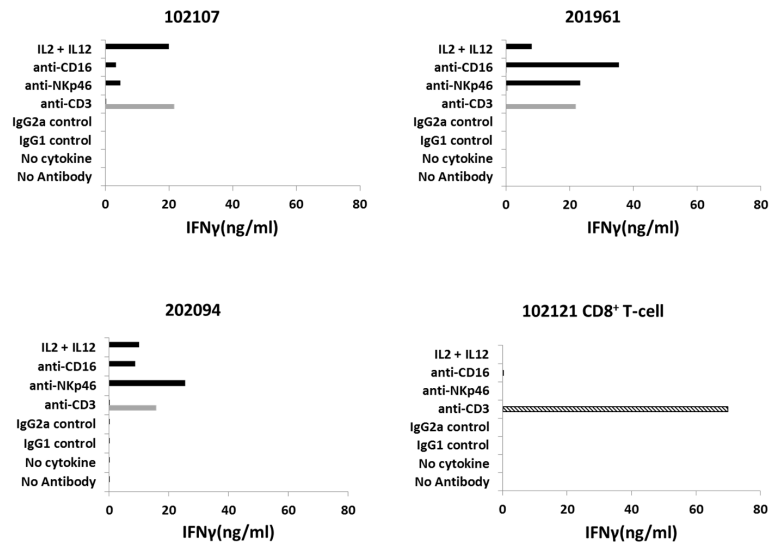 102107
IL2 + IL12
anti-CD16
anti-NKp46
anti-CD3
IgG2a control
IgG1 control
No cytokine
No Antibody
0 20 40 60 80
IFNγ(ng/ml)
201961
IL2 + IL12
anti-CD16
anti-NKp46
anti-CD3
IgG2a control
IgG1 control
No cytokine
No Antibody
0 20 40 60 80
IFNγ(ng/ml)
202094
IL2 + IL12
anti-CD16
anti-NKp46
anti-CD3
IgG2a control
IgG1 control
No cytokine
No Antibody
0 20 40 60 80
IFNγ(ng/ml)
102121 CD8⁺ T-cell
IL2 + IL12
anti-CD16
anti-NKp46
anti-CD3
IgG2a control
IgG1 control
No cytokine
No Antibody
0 20 40 60 80
IFNγ(ng/ml)